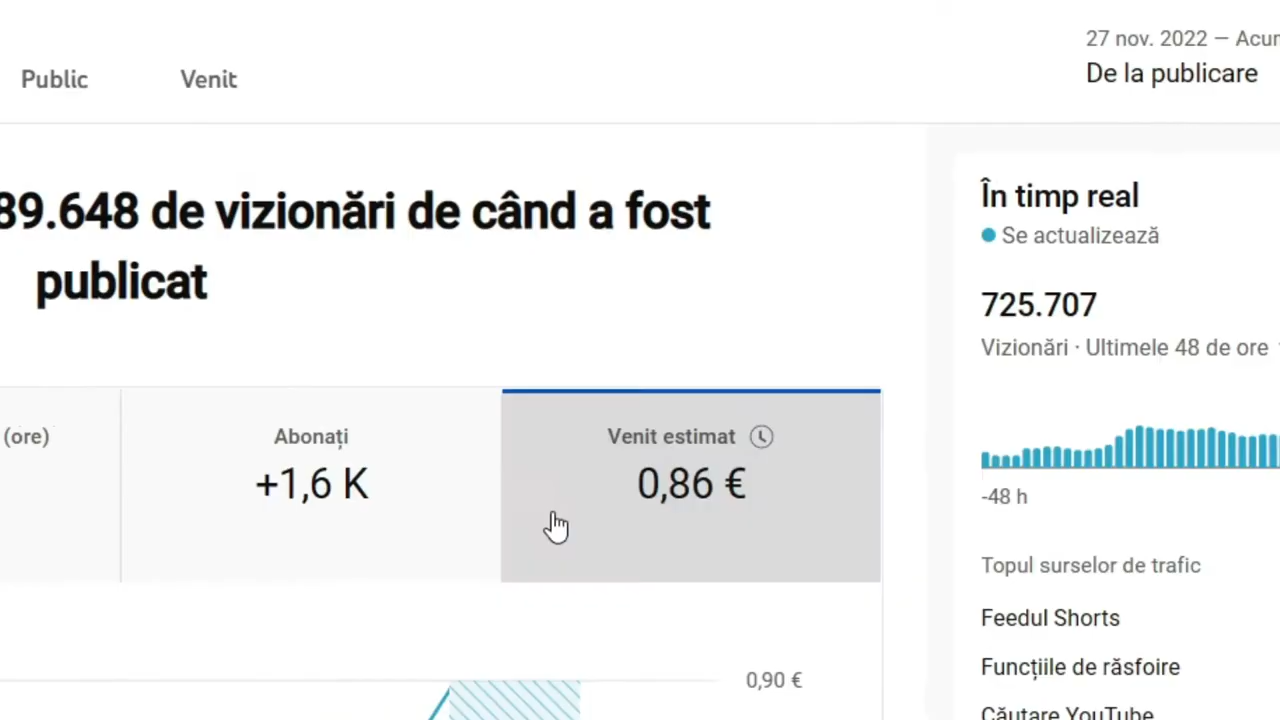 Public
Venit
27 nov. 2022 — Acum
De la publicare
89.648 de vizionări de când a fost
publicat
În timp real
Se actualizează
725.707
Vizionări · Ultimele 48 de ore
(ore)
Abonați
+1,6 K
Venit estimat
0,86 €
-48 h
Topul surselor de trafic
Feedul Shorts
Funcțiile de răsfoire
Căutare YouTube
0,90 €